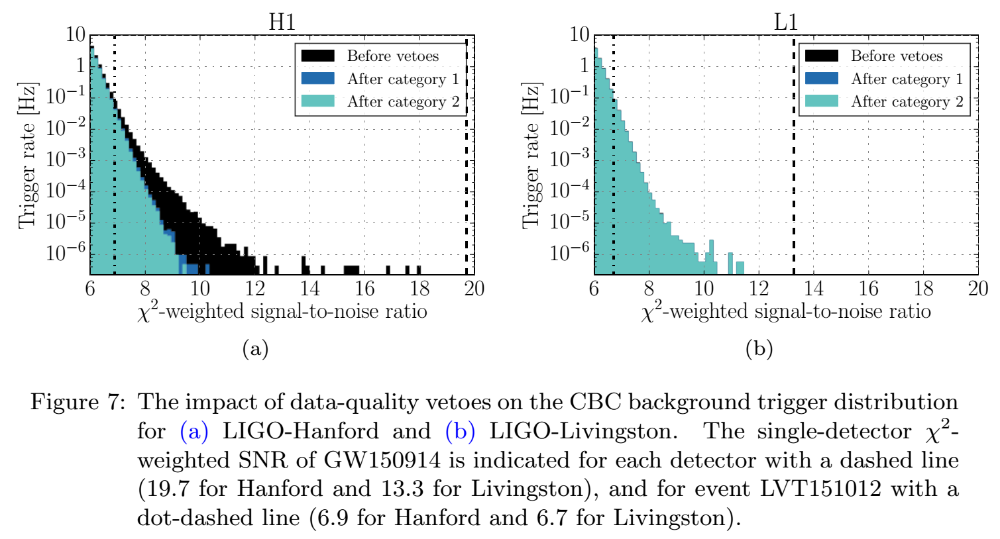 H1
10
1
10⁻¹
10⁻²
10⁻³
10⁻⁴
10⁻⁵
10⁻⁶
Trigger rate [Hz]
Before vetoes
After category 1
After category 2
6 8 10 12 14 16 18 20
χ²-weighted signal-to-noise ratio
(a)
L1
10
1
10⁻¹
10⁻²
10⁻³
10⁻⁴
10⁻⁵
10⁻⁶
Trigger rate [Hz]
Before vetoes
After category 1
After category 2
6 8 10 12 14 16 18 20
χ²-weighted signal-to-noise ratio
(b)
Figure 7: The impact of data-quality vetoes on the CBC background trigger distribution
for (a) LIGO-Hanford and (b) LIGO-Livingston. The single-detector χ²-
weighted SNR of GW150914 is indicated for each detector with a dashed line
(19.7 for Hanford and 13.3 for Livingston), and for event LVT151012 with a
dot-dashed line (6.9 for Hanford and 6.7 for Livingston).